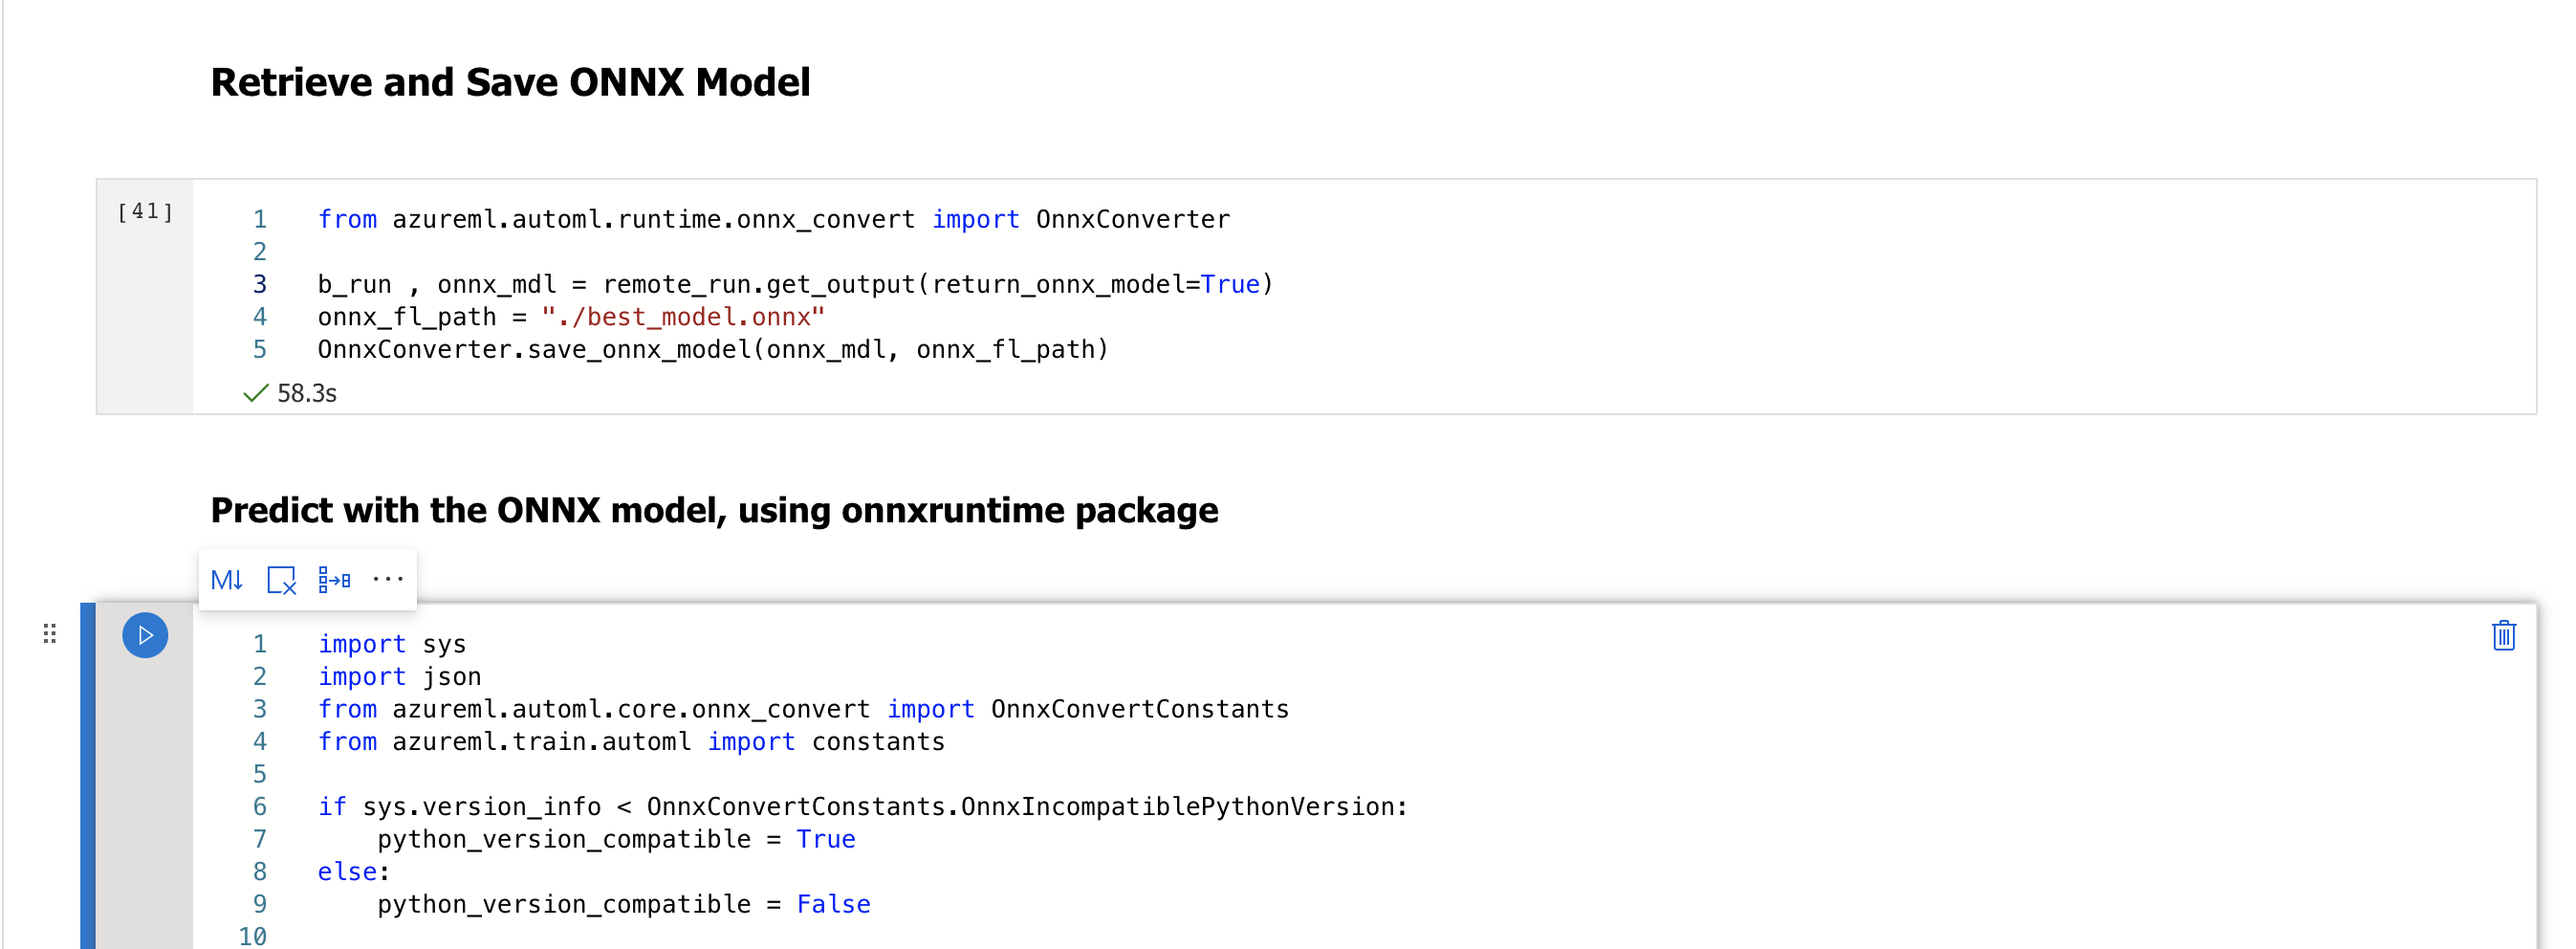 Retrieve and Save ONNX Model
[41]
1 from azureml.automl.runtime.onnx_convert import OnnxConverter
2
3 b_run , onnx_mdl = remote_run.get_output(return_onnx_model=True)
4 onnx_fl_path = "./best_model.onnx"
5 OnnxConverter.save_onnx_model(onnx_mdl, onnx_fl_path)
58.3s
Predict with the ONNX model, using onnxruntime package
M↓ ···
1 import sys
2 import json
3 from azureml.automl.core.onnx_convert import OnnxConvertConstants
4 from azureml.train.automl import constants
5
6 if sys.version_info < OnnxConvertConstants.OnnxIncompatiblePythonVersion:
7     python_version_compatible = True
8 else:
9     python_version_compatible = False
10